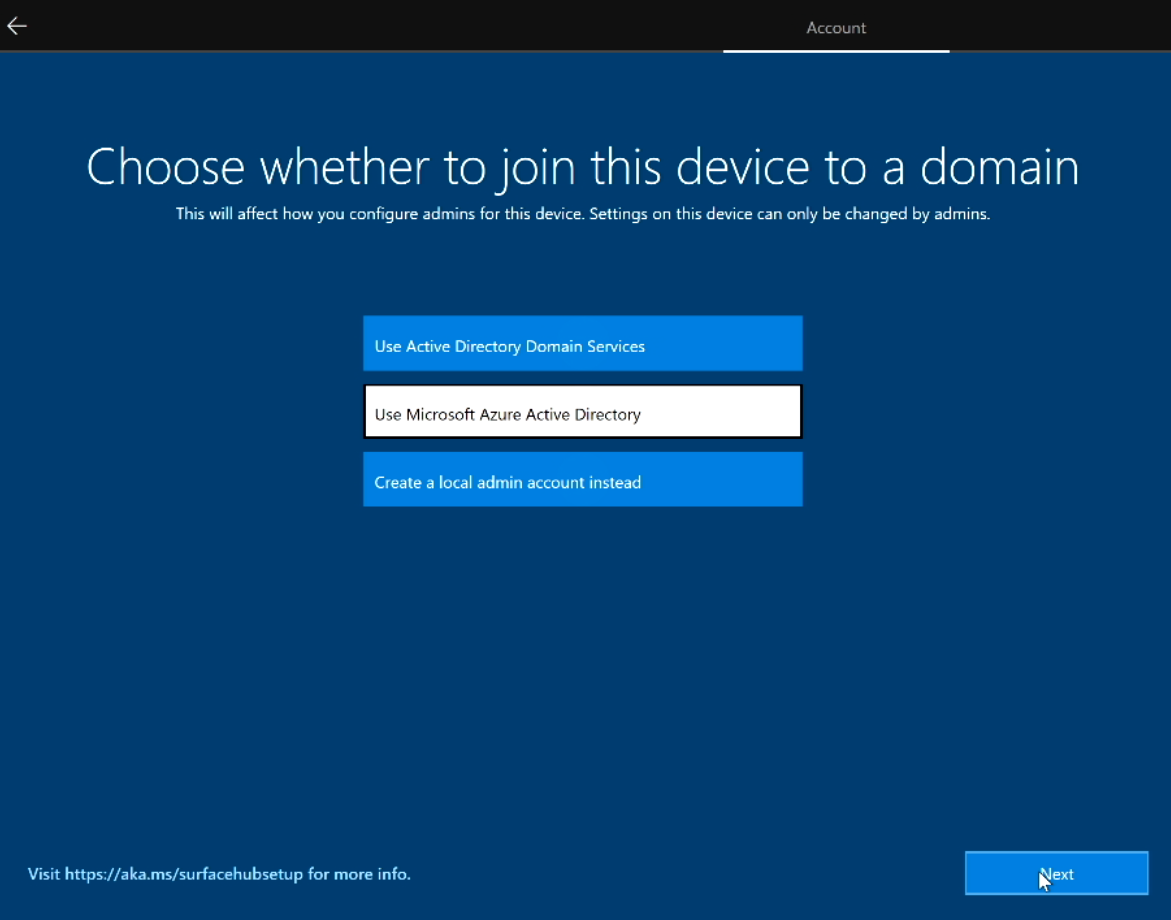 Account
Choose whether to join this device to a domain
This will affect how you configure admins for this device. Settings on this device can only be changed by admins.
Use Active Directory Domain Services
Use Microsoft Azure Active Directory
Create a local admin account instead
Visit https://aka.ms/surfacehubsetup for more info.
Next